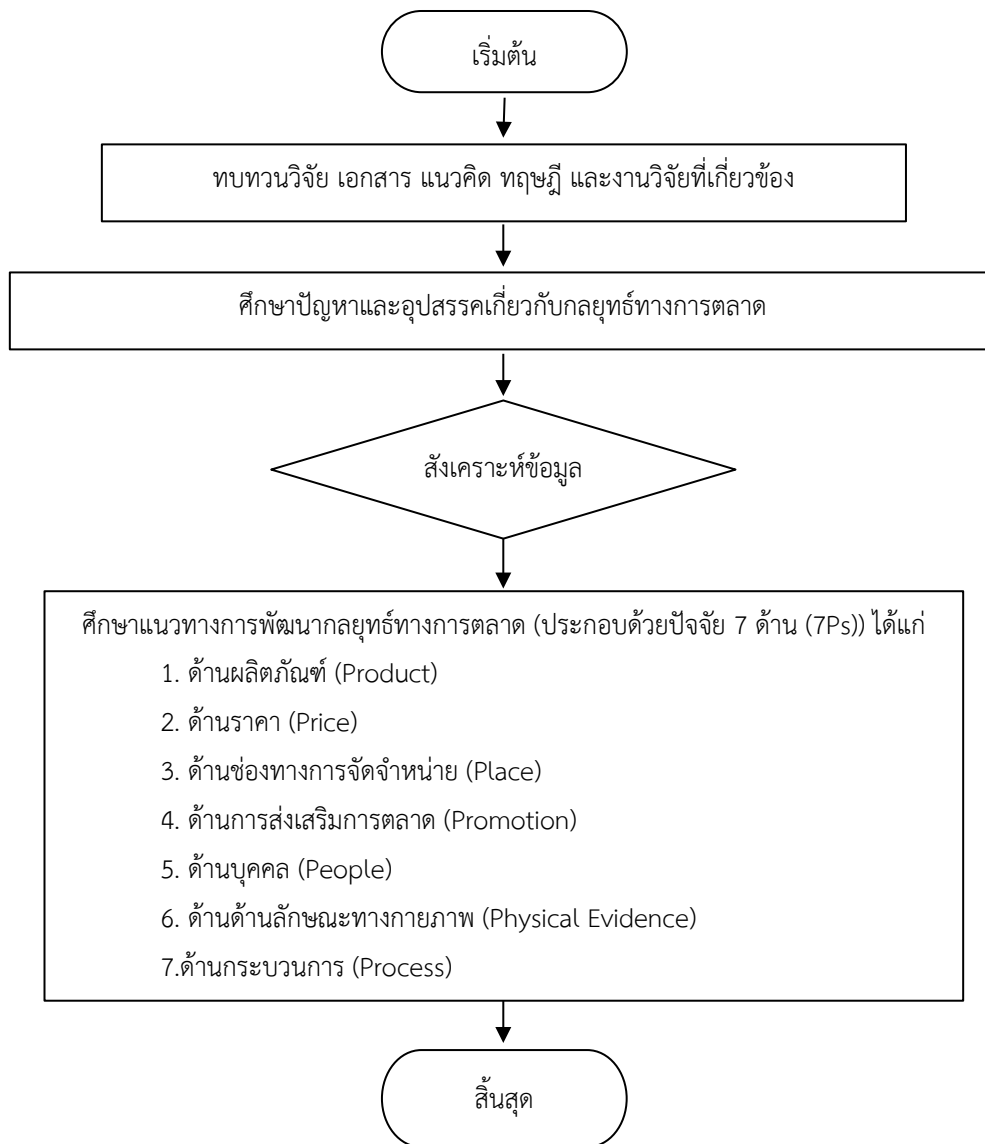 เริ่มต้น
ทบทวนวิจัย เอกสาร แนวคิด ทฤษฎี และงานวิจัยที่เกี่ยวข้อง
ศึกษาปัญหาและอุปสรรคเกี่ยวกับกลยุทธ์ทางการตลาด
สังเคราะห์ข้อมูล
ศึกษาแนวทางการพัฒนากลยุทธ์ทางการตลาด (ประกอบด้วยปัจจัย 7 ด้าน (7Ps)) ได้แก่
1. ด้านผลิตภัณฑ์ (Product)
2. ด้านราคา (Price)
3. ด้านช่องทางการจัดจำหน่าย (Place)
4. ด้านการส่งเสริมการตลาด (Promotion)
5. ด้านบุคคล (People)
6. ด้านด้านลักษณะทางกายภาพ (Physical Evidence)
7.ด้านกระบวนการ (Process)
สิ้นสุด